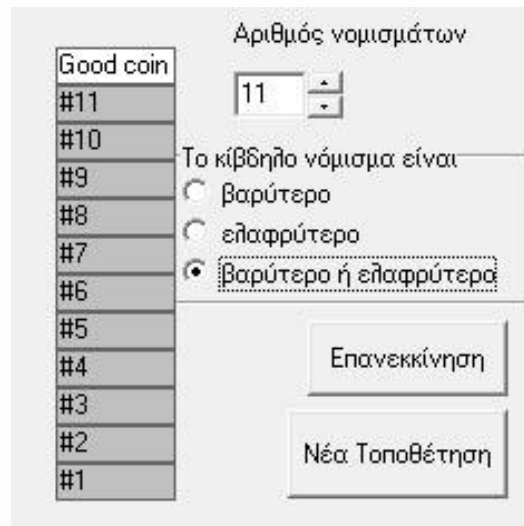 Good coin
#11
#10
#9
#8
#7
#6
#5
#4
#3
#2
#1
Αριθμός νομισμάτων
11
Το κίβδηλο νόμισμα είναι
βαρύτερο
ελαφρύτερο
βαρύτερο ή ελαφρύτερο
Επανεκκίνηση
Νέα Τοποθέτηση